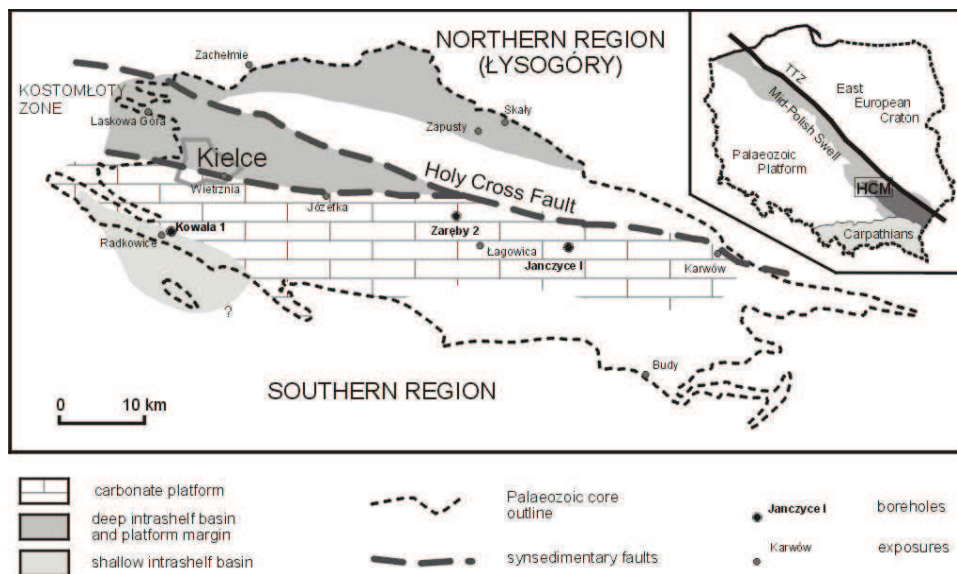 NORTHERN REGION
(ŁYSOGÓRY)
Zachełmie
KOSTOMŁOTY
ZONE
Laskowa Góra
Skały
Zapusty
Kielce
Wietrznia
Holy Cross Fault
Józefka
Kowala 1
Radkowice
Zaręby 2
Łagowica
Janczyce I
Karwów
?
Budy
SOUTHERN REGION
0 10 km
TTZ
East
European
Craton
Mid-Polish Swell
Palaeozoic
Platform
HCM
Carpathians
carbonate platform
deep intrashelf basin
and platform margin
shallow intrashelf basin
Palaeozoic core
outline
synsedimentary faults
Janczyce I boreholes
Karwów exposures